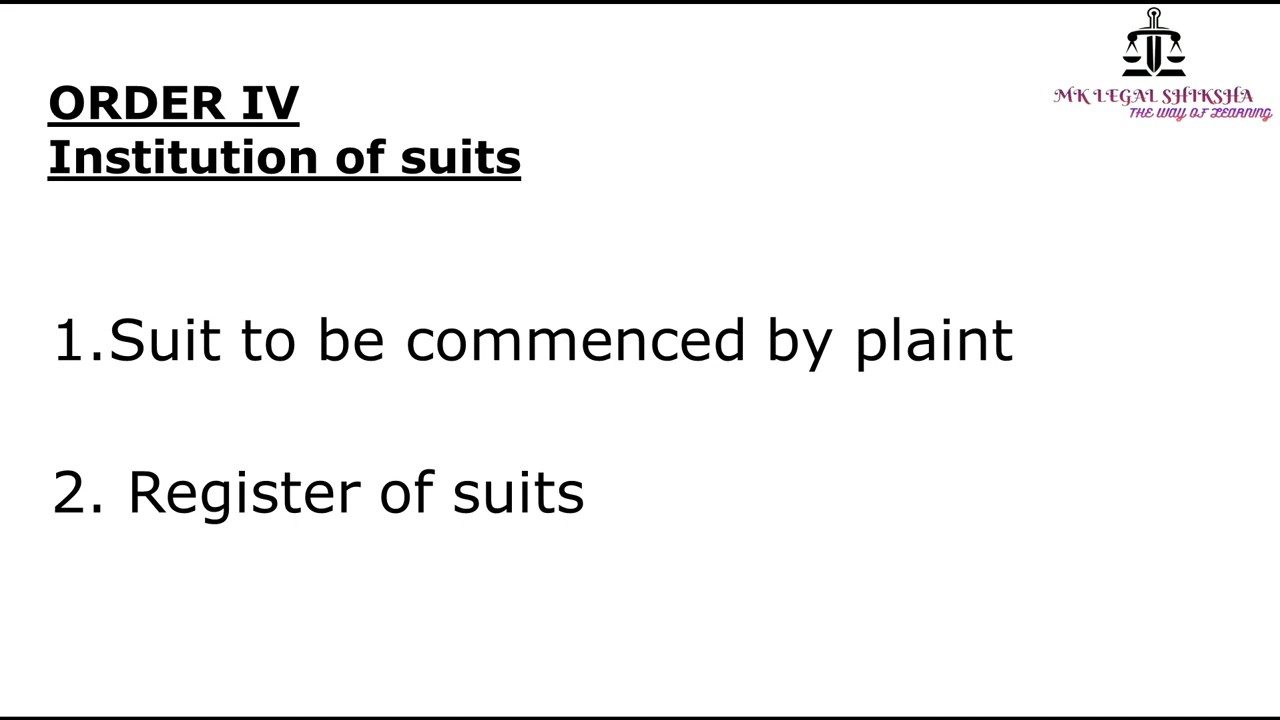 MK LEGAL SHIKSHA
THE WAY OF LEARNING
ORDER IV
Institution of suits
1.Suit to be commenced by plaint
2. Register of suits